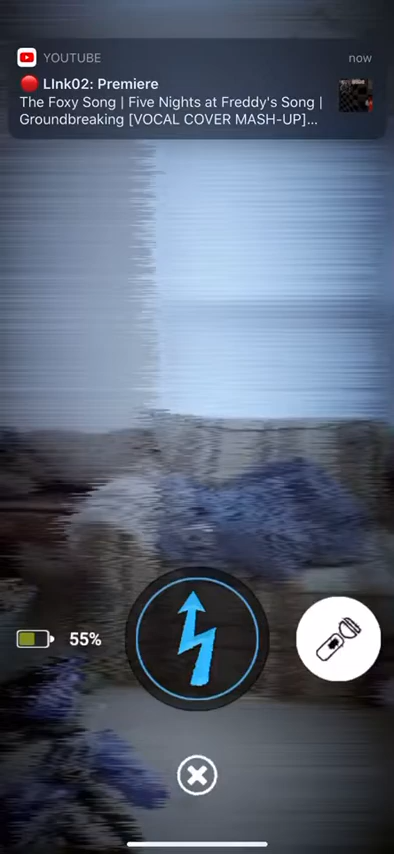 YOUTUBE now
🔴 LInk02: Premiere
The Foxy Song | Five Nights at Freddy's Song |
Groundbreaking [VOCAL COVER MASH-UP]...
55%